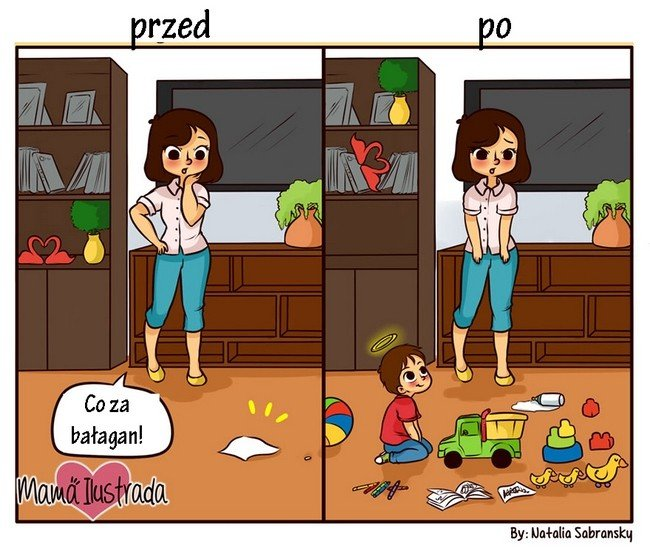 przed
po
Co za
bałagan!
Mamá Ilustrada
By: Natalia Sabransky